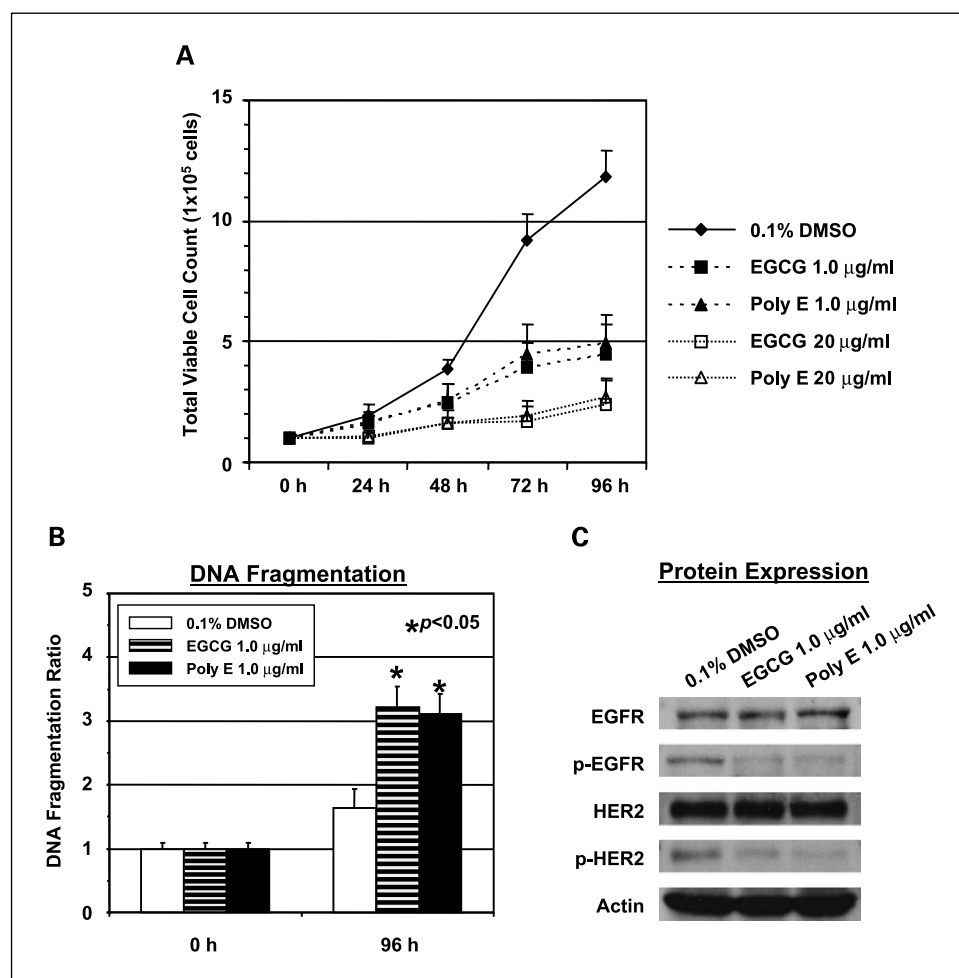 A
Total Viable Cell Count (1x10⁵ cells)
15
10
5
0
0 h 24 h 48 h 72 h 96 h
0.1% DMSO
EGCG 1.0 μg/ml
Poly E 1.0 μg/ml
EGCG 20 μg/ml
Poly E 20 μg/ml
B
DNA Fragmentation
DNA Fragmentation Ratio
5
4
3
2
1
0
0.1% DMSO
EGCG 1.0 μg/ml
Poly E 1.0 μg/ml
*p<0.05
* *
0 h 96 h
C
Protein Expression
0.1% DMSO
EGCG 1.0 μg/ml
Poly E 1.0 μg/ml
EGFR
p-EGFR
HER2
p-HER2
Actin